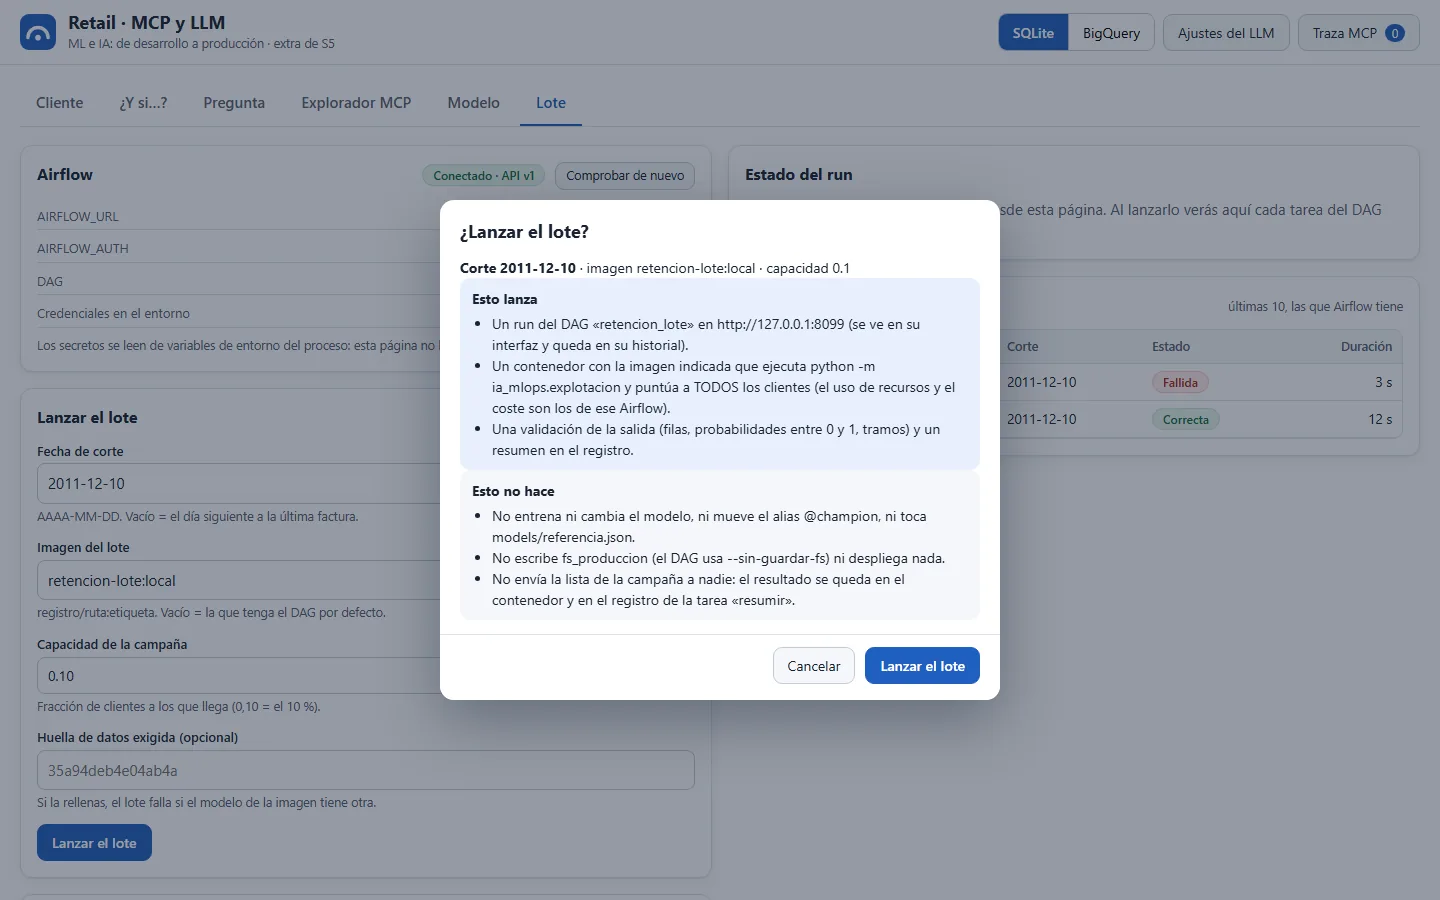 Retail · MCP y LLM
ML e IA: de desarrollo a producción · extra de S5
SQLite
BigQuery
Ajustes del LLM
Traza MCP 0
Cliente
¿Y si...?
Pregunta
Explorador MCP
Modelo
Lote
Airflow
Conectado · API v1
Comprobar de nuevo
AIRFLOW_URL
AIRFLOW_AUTH
DAG
Credenciales en el entorno
Los secretos se leen de variables de entorno del proceso: esta página no
Lanzar el lote
Fecha de corte
2011-12-10
AAAA-MM-DD. Vacío = el día siguiente a la última factura.
Imagen del lote
retencion-lote:local
registro/ruta:etiqueta. Vacío = la que tenga el DAG por defecto.
Capacidad de la campaña
0.10
Fracción de clientes a los que llega (0,10 = el 10 %).
Huella de datos exigida (opcional)
35a94deb4e04ab4a
Si la rellenas, el lote falla si el modelo de la imagen tiene otra.
Lanzar el lote
¿Lanzar el lote?
Corte 2011-12-10 · imagen retencion-lote:local · capacidad 0.1
Esto lanza
• Un run del DAG «retencion_lote» en http://127.0.0.1:8099 (se ve en su
interfaz y queda en su historial).
• Un contenedor con la imagen indicada que ejecuta python -m
ia_mlops.explotacion y puntúa a TODOS los clientes (el uso de recursos y el
coste son los de ese Airflow).
• Una validación de la salida (filas, probabilidades entre 0 y 1, tramos) y un
resumen en el registro.
Esto no hace
• No entrena ni cambia el modelo, ni mueve el alias @champion, ni toca
models/referencia.json.
• No escribe fs_produccion (el DAG usa --sin-guardar-fs) ni despliega nada.
• No envía la lista de la campaña a nadie: el resultado se queda en el
contenedor y en el registro de la tarea «resumir».
Cancelar
Lanzar el lote
Estado del run
sde esta página. Al lanzarlo verás aquí cada tarea del DAG
últimas 10, las que Airflow tiene
Corte
Estado
Duración
2011-12-10
Fallida
3 s
2011-12-10
Correcta
12 s